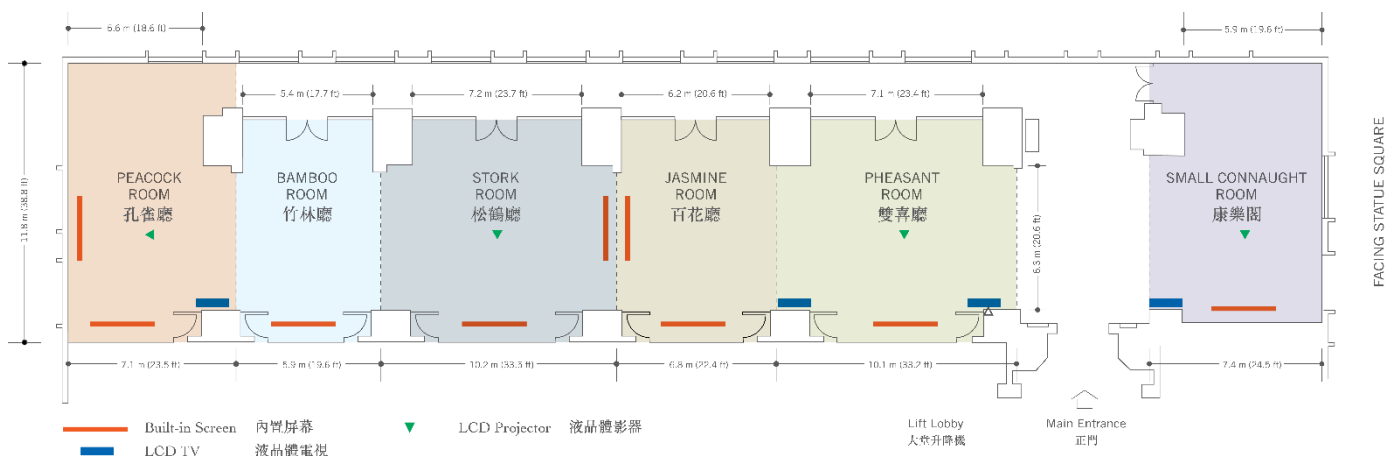 6.6 m (18.6 ft)
5.9 m (19.6 ft)
5.4 m (17.7 ft)
7.2 m (23.7 ft)
6.2 m (20.6 ft)
7.1 m (23.4 ft)
11.8 m (38.8 ft)
PEACOCK
ROOM
孔雀廳
BAMBOO
ROOM
竹林廳
STORK
ROOM
松鶴廳
JASMINE
ROOM
百花廳
PHEASANT
ROOM
雙喜廳
6.3 m (20.6 ft)
SMALL CONNAUGHT
ROOM
康樂閣
FACING STATUE SQUARE
7.1 m (23.5 ft)
5.9 m (19.6 ft)
10.2 m (33.5 ft)
6.8 m (22.4 ft)
10.1 m (33.2 ft)
7.4 m (24.5 ft)
Built-in Screen 內置屏幕
LCD Projector 液晶體影器
LCD TV 液晶體電視
Lift Lobby
大堂升降機
Main Entrance
正門